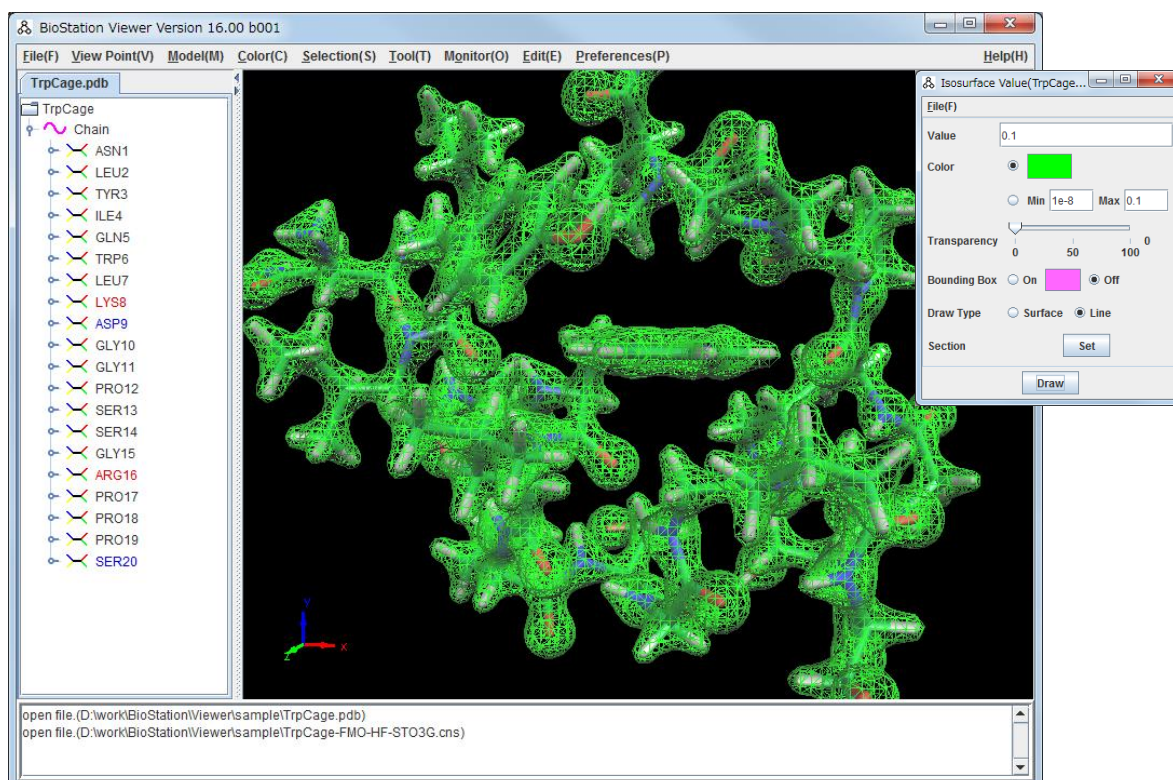 BioStation Viewer Version 16.00 b001
File(F) View Point(V) Model(M) Color(C) Selection(S) Tool(T) Monitor(O) Edit(E) Preferences(P) Help(H)
TrpCage.pdb
TrpCage
Chain
ASN1
LEU2
TYR3
ILE4
GLN5
TRP6
LEU7
LYS8
ASP9
GLY10
GLY11
PRO12
SER13
SER14
GLY15
ARG16
PRO17
PRO18
PRO19
SER20
Y
X
Z
open file.(D:\work\BioStation\Viewer\sample\TrpCage.pdb)
open file.(D:\work\BioStation\Viewer\sample\TrpCage-FMO-HF-STO3G.cns)
Isosurface Value(TrpCage...
File(F)
Value 0.1
Color
Min 1e-8 Max 0.1
Transparency 0
0 50 100
Bounding Box On Off
Draw Type Surface Line
Section Set
Draw